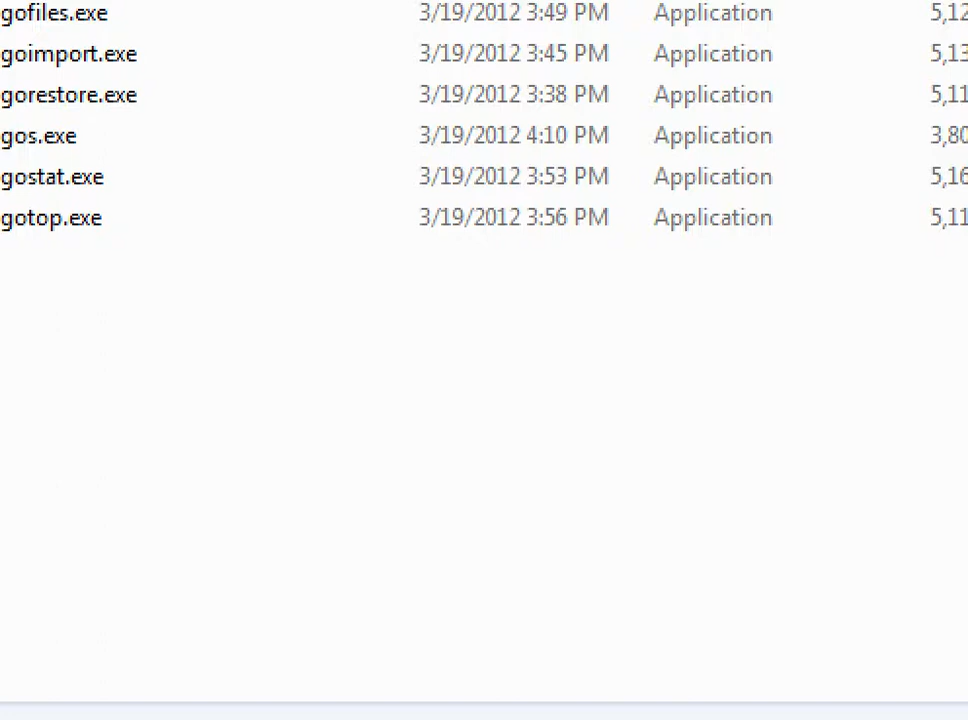 gofiles.exe 3/19/2012 3:49 PM Application 5,12
goimport.exe 3/19/2012 3:45 PM Application 5,13
gorestore.exe 3/19/2012 3:38 PM Application 5,11
gos.exe 3/19/2012 4:10 PM Application 3,80
gostat.exe 3/19/2012 3:53 PM Application 5,16
gotop.exe 3/19/2012 3:56 PM Application 5,11